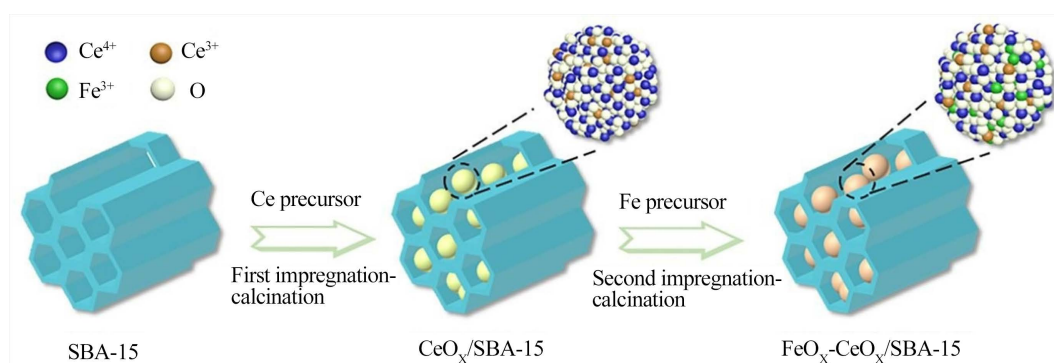 Ce⁴⁺ Ce³⁺
Fe³⁺ O
Ce precursor
First impregnation-
calcination
Fe precursor
Second impregnation-
calcination
SBA-15
CeOₓ/SBA-15
FeOₓ-CeOₓ/SBA-15